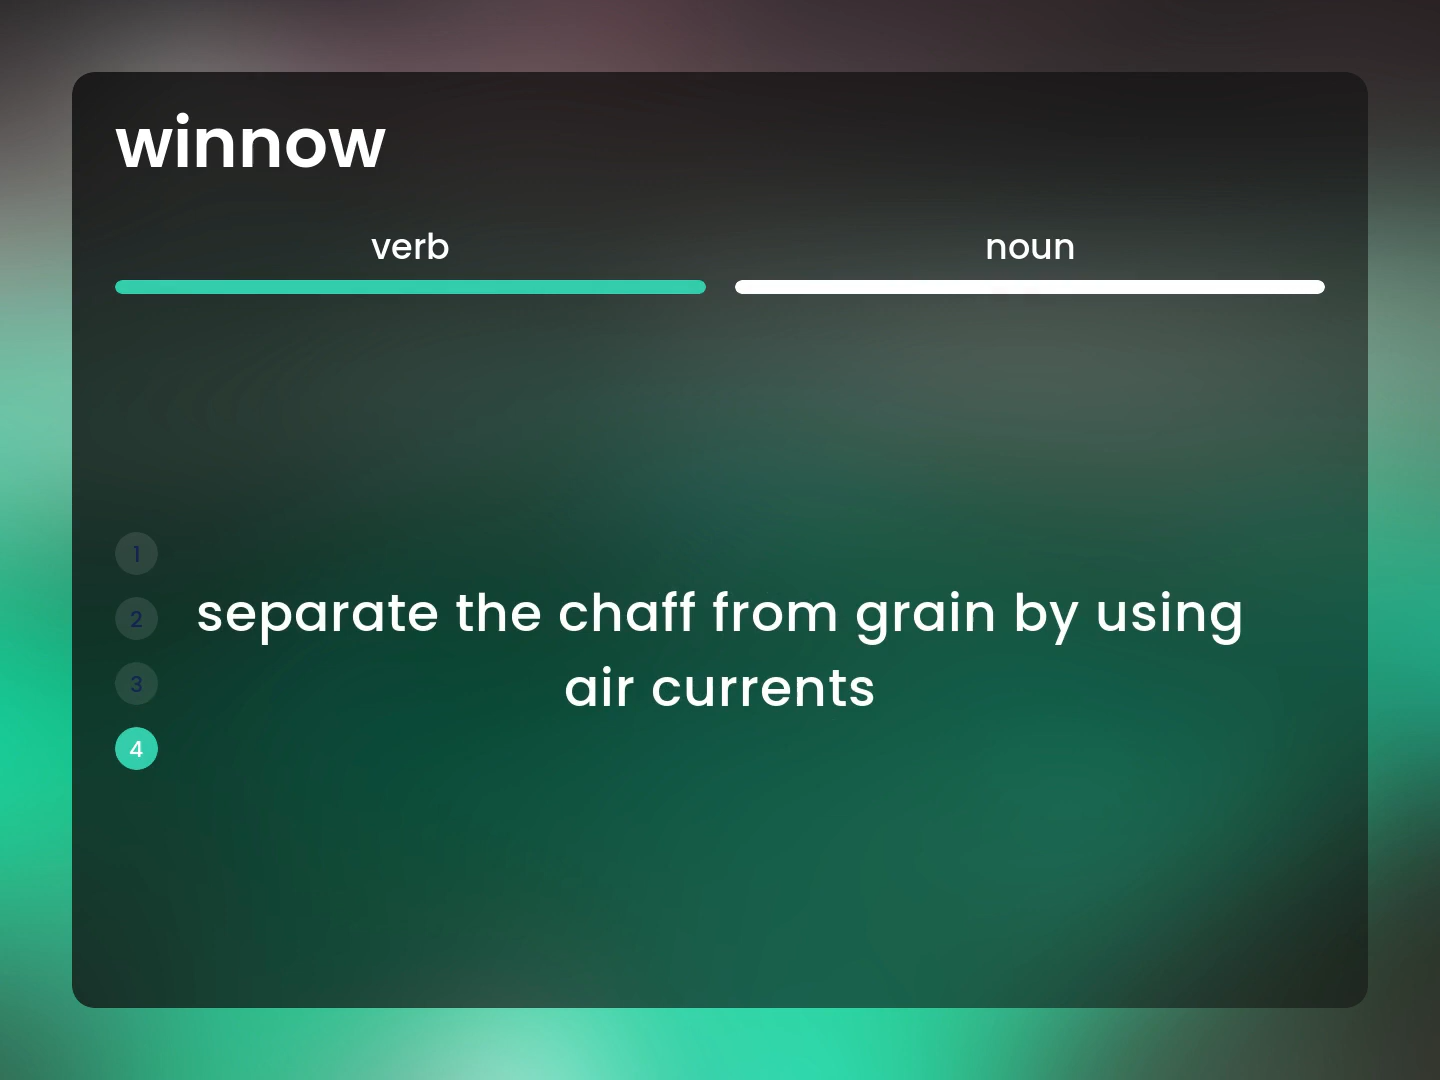 winnow
verb
noun
1
2
3
4
separate the chaff from grain by using
air currents